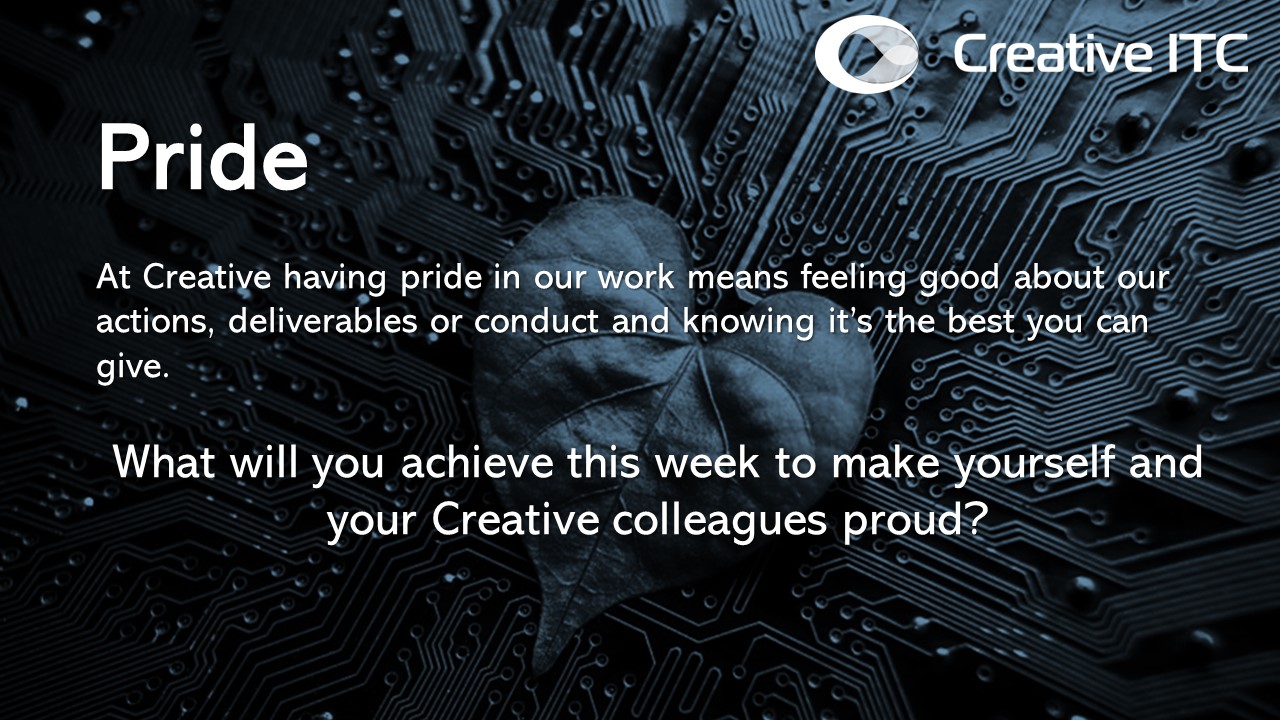 Creative ITC
Pride
At Creative having pride in our work means feeling good about our
actions, deliverables or conduct and knowing it’s the best you can
give.
What will you achieve this week to make yourself and
your Creative colleagues proud?